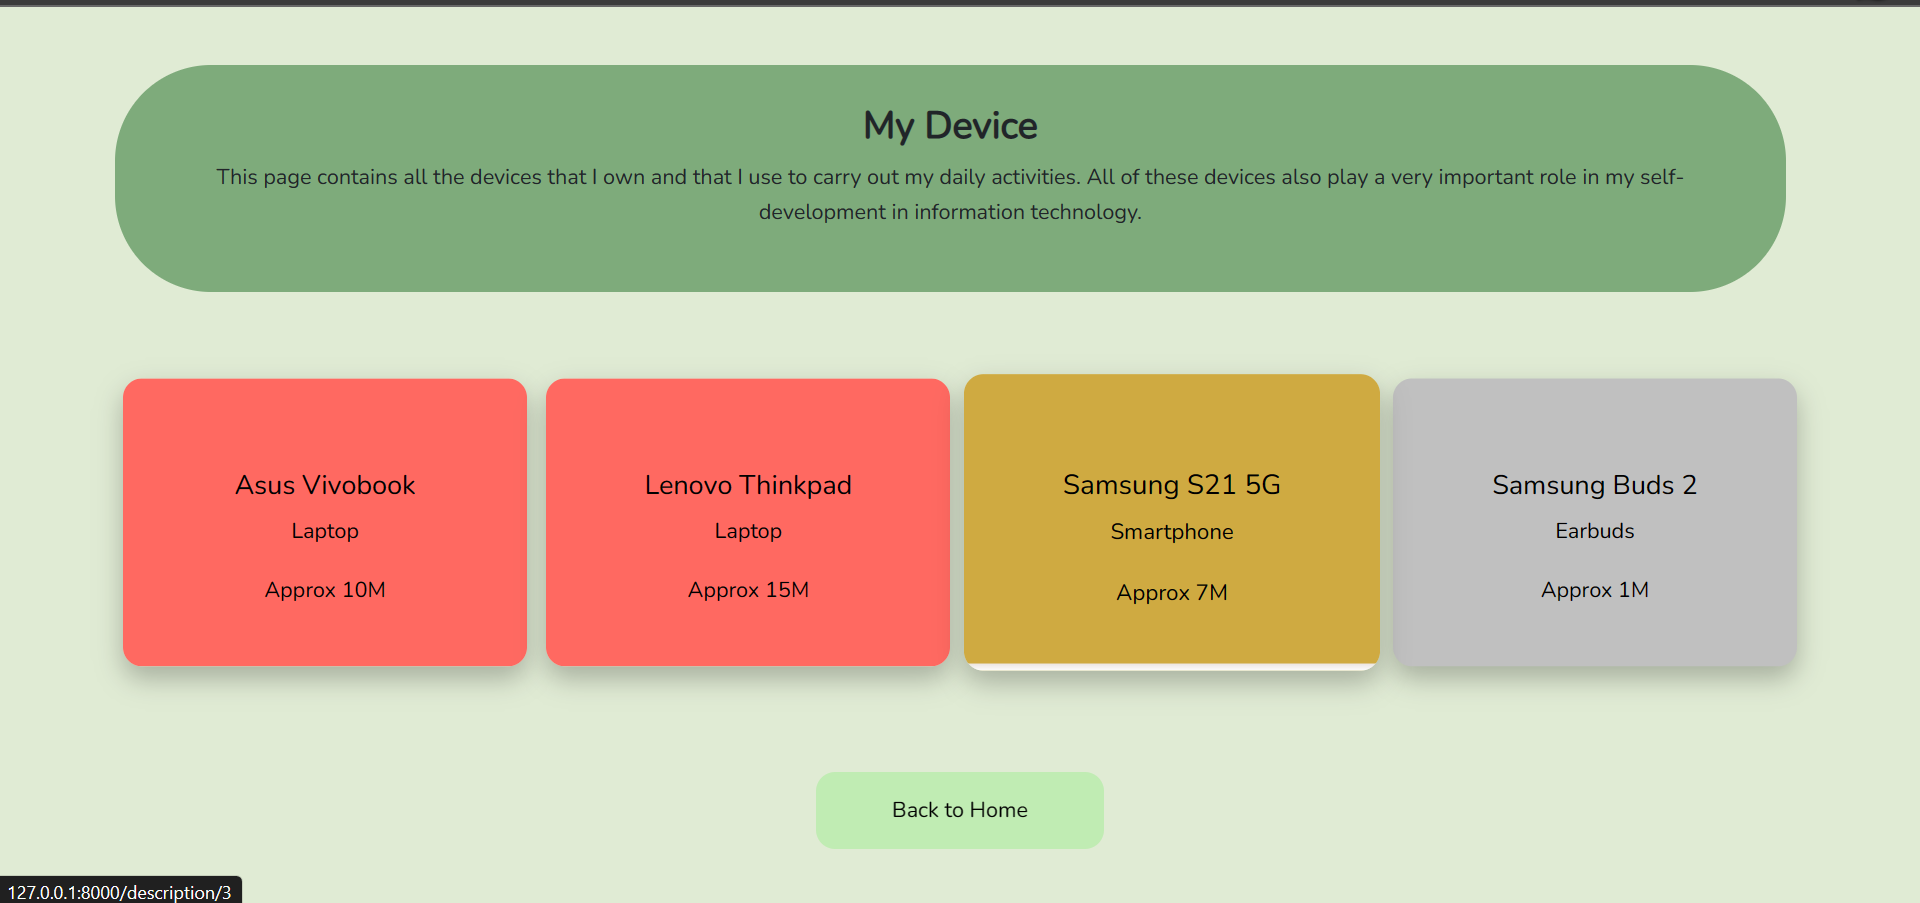 My Device
This page contains all the devices that I own and that I use to carry out my daily activities. All of these devices also play a very important role in my self-
development in information technology.
Asus Vivobook
Laptop
Approx 10M
Lenovo Thinkpad
Laptop
Approx 15M
Samsung S21 5G
Smartphone
Approx 7M
Samsung Buds 2
Earbuds
Approx 1M
Back to Home
127.0.0.1:8000/description/3